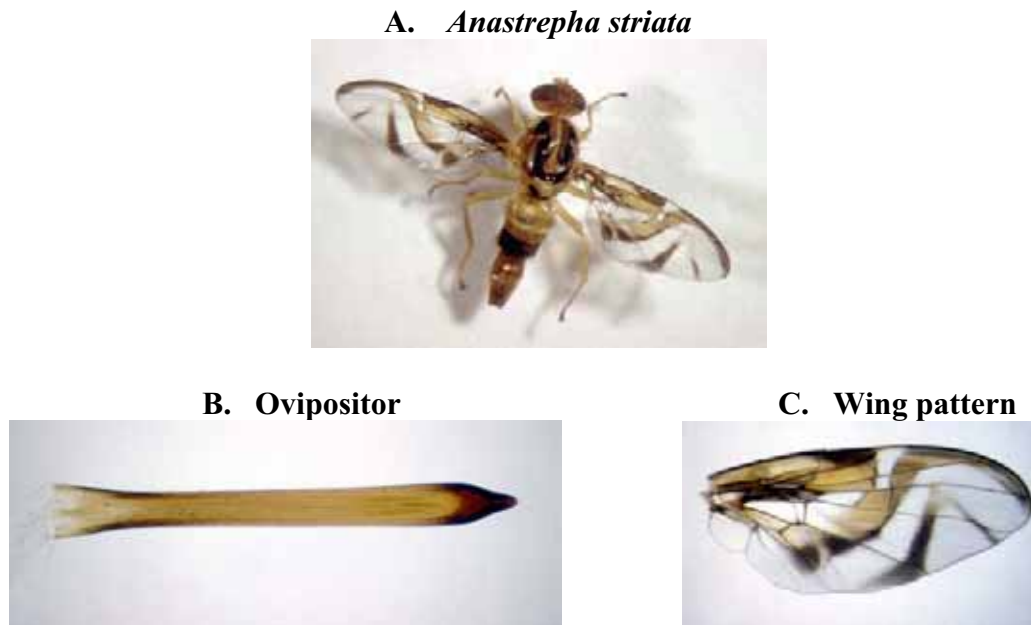 A. Anastrepha striata
B. Ovipositor
C. Wing pattern